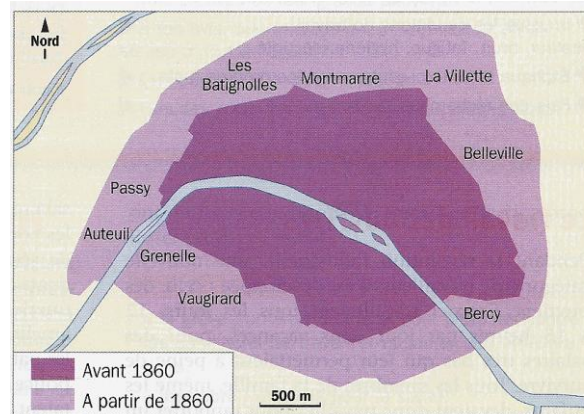 Nord
Les
Batignolles
Montmartre
La Villette
Belleville
Passy
Auteuil
Grenelle
Vaugirard
Bercy
Avant 1860
A partir de 1860
500 m